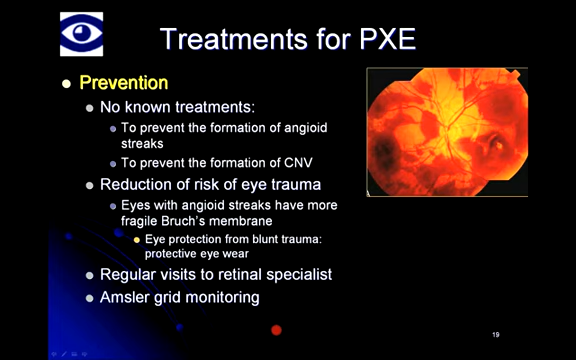 Treatments for PXE
Prevention
No known treatments:
To prevent the formation of angioid
streaks
To prevent the formation of CNV
Reduction of risk of eye trauma
Eyes with angioid streaks have more
fragile Bruch's membrane
Eye protection from blunt trauma:
protective eye wear
Regular visits to retinal specialist
Amsler grid monitoring
19